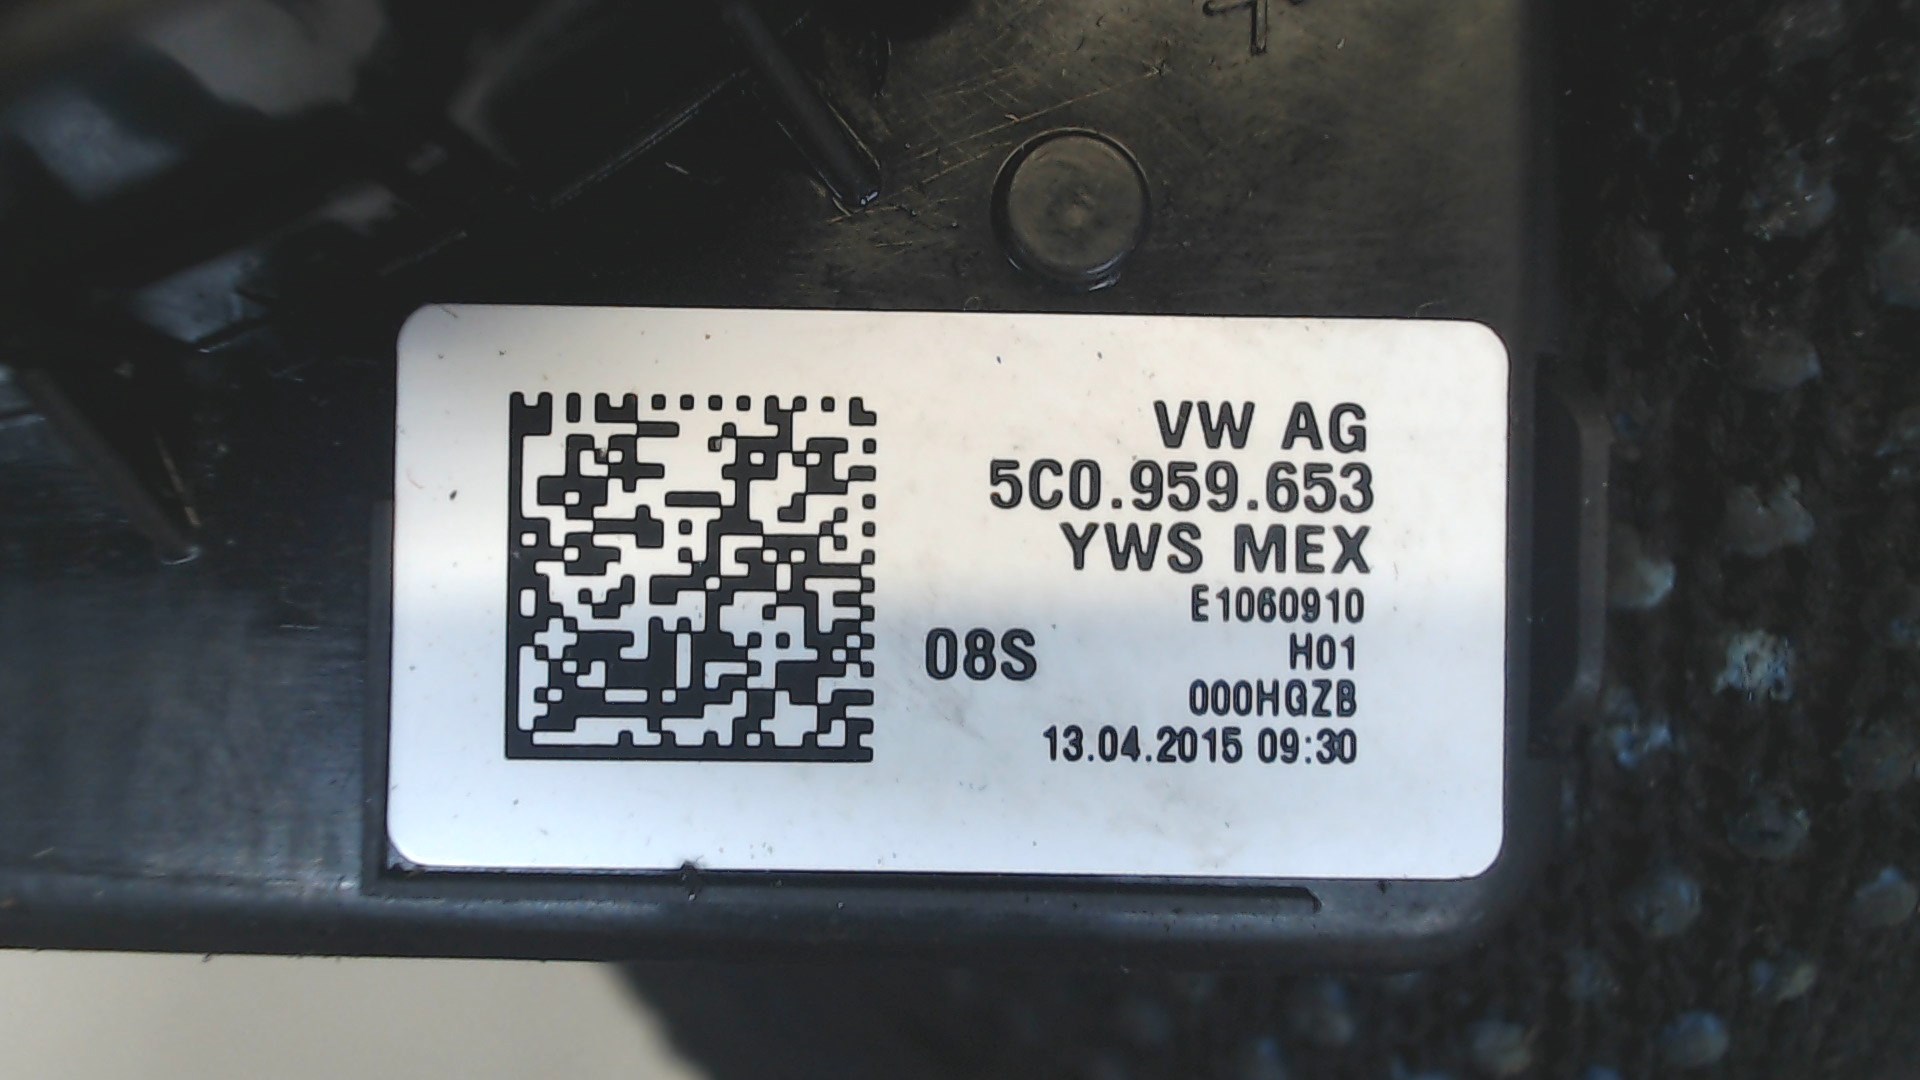 VW AG
5C0.959.653
YWS MEX
E1060910
08S
H01
000HGZB
13.04.2015 09:30